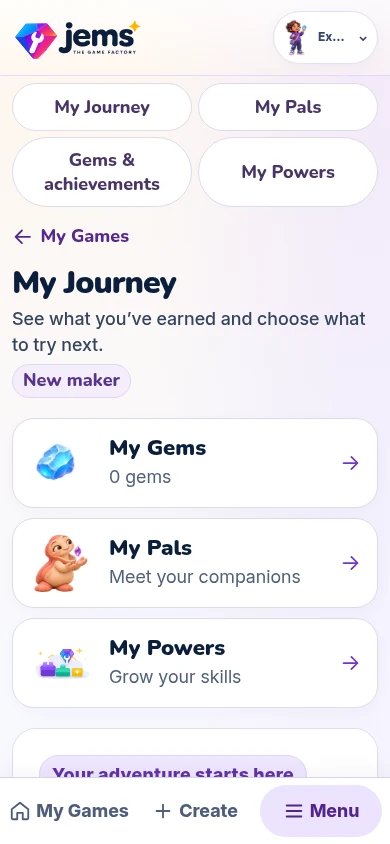 jems
THE GAME FACTORY
Ex...
My Journey
My Pals
Gems &
achievements
My Powers
My Games
My Journey
See what you’ve earned and choose what
to try next.
New maker
My Gems
0 gems
My Pals
Meet your companions
My Powers
Grow your skills
Your adventure starts here
My Games
Create
Menu